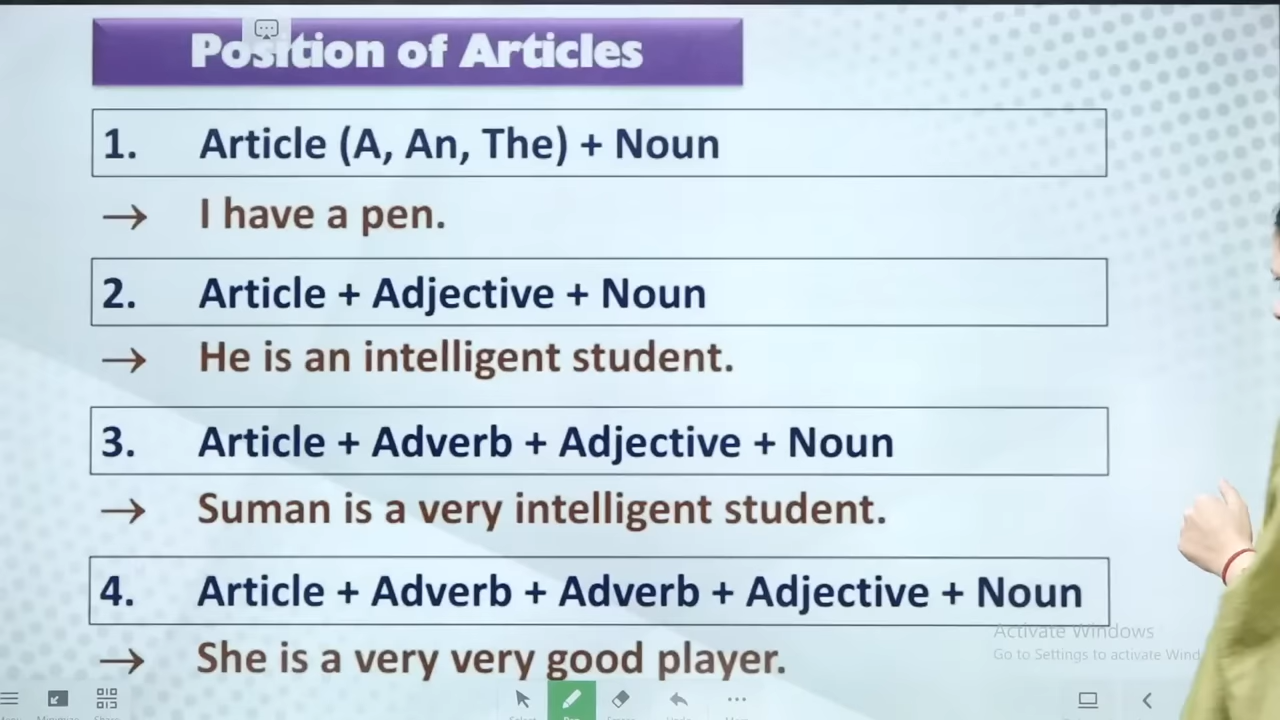 Position of Articles
1. Article (A, An, The) + Noun
→ I have a pen.
2. Article + Adjective + Noun
→ He is an intelligent student.
3. Article + Adverb + Adjective + Noun
→ Suman is a very intelligent student.
4. Article + Adverb + Adverb + Adjective + Noun
Activate Windows
Go to Settings to activate Wind
→ She is a very very good player.